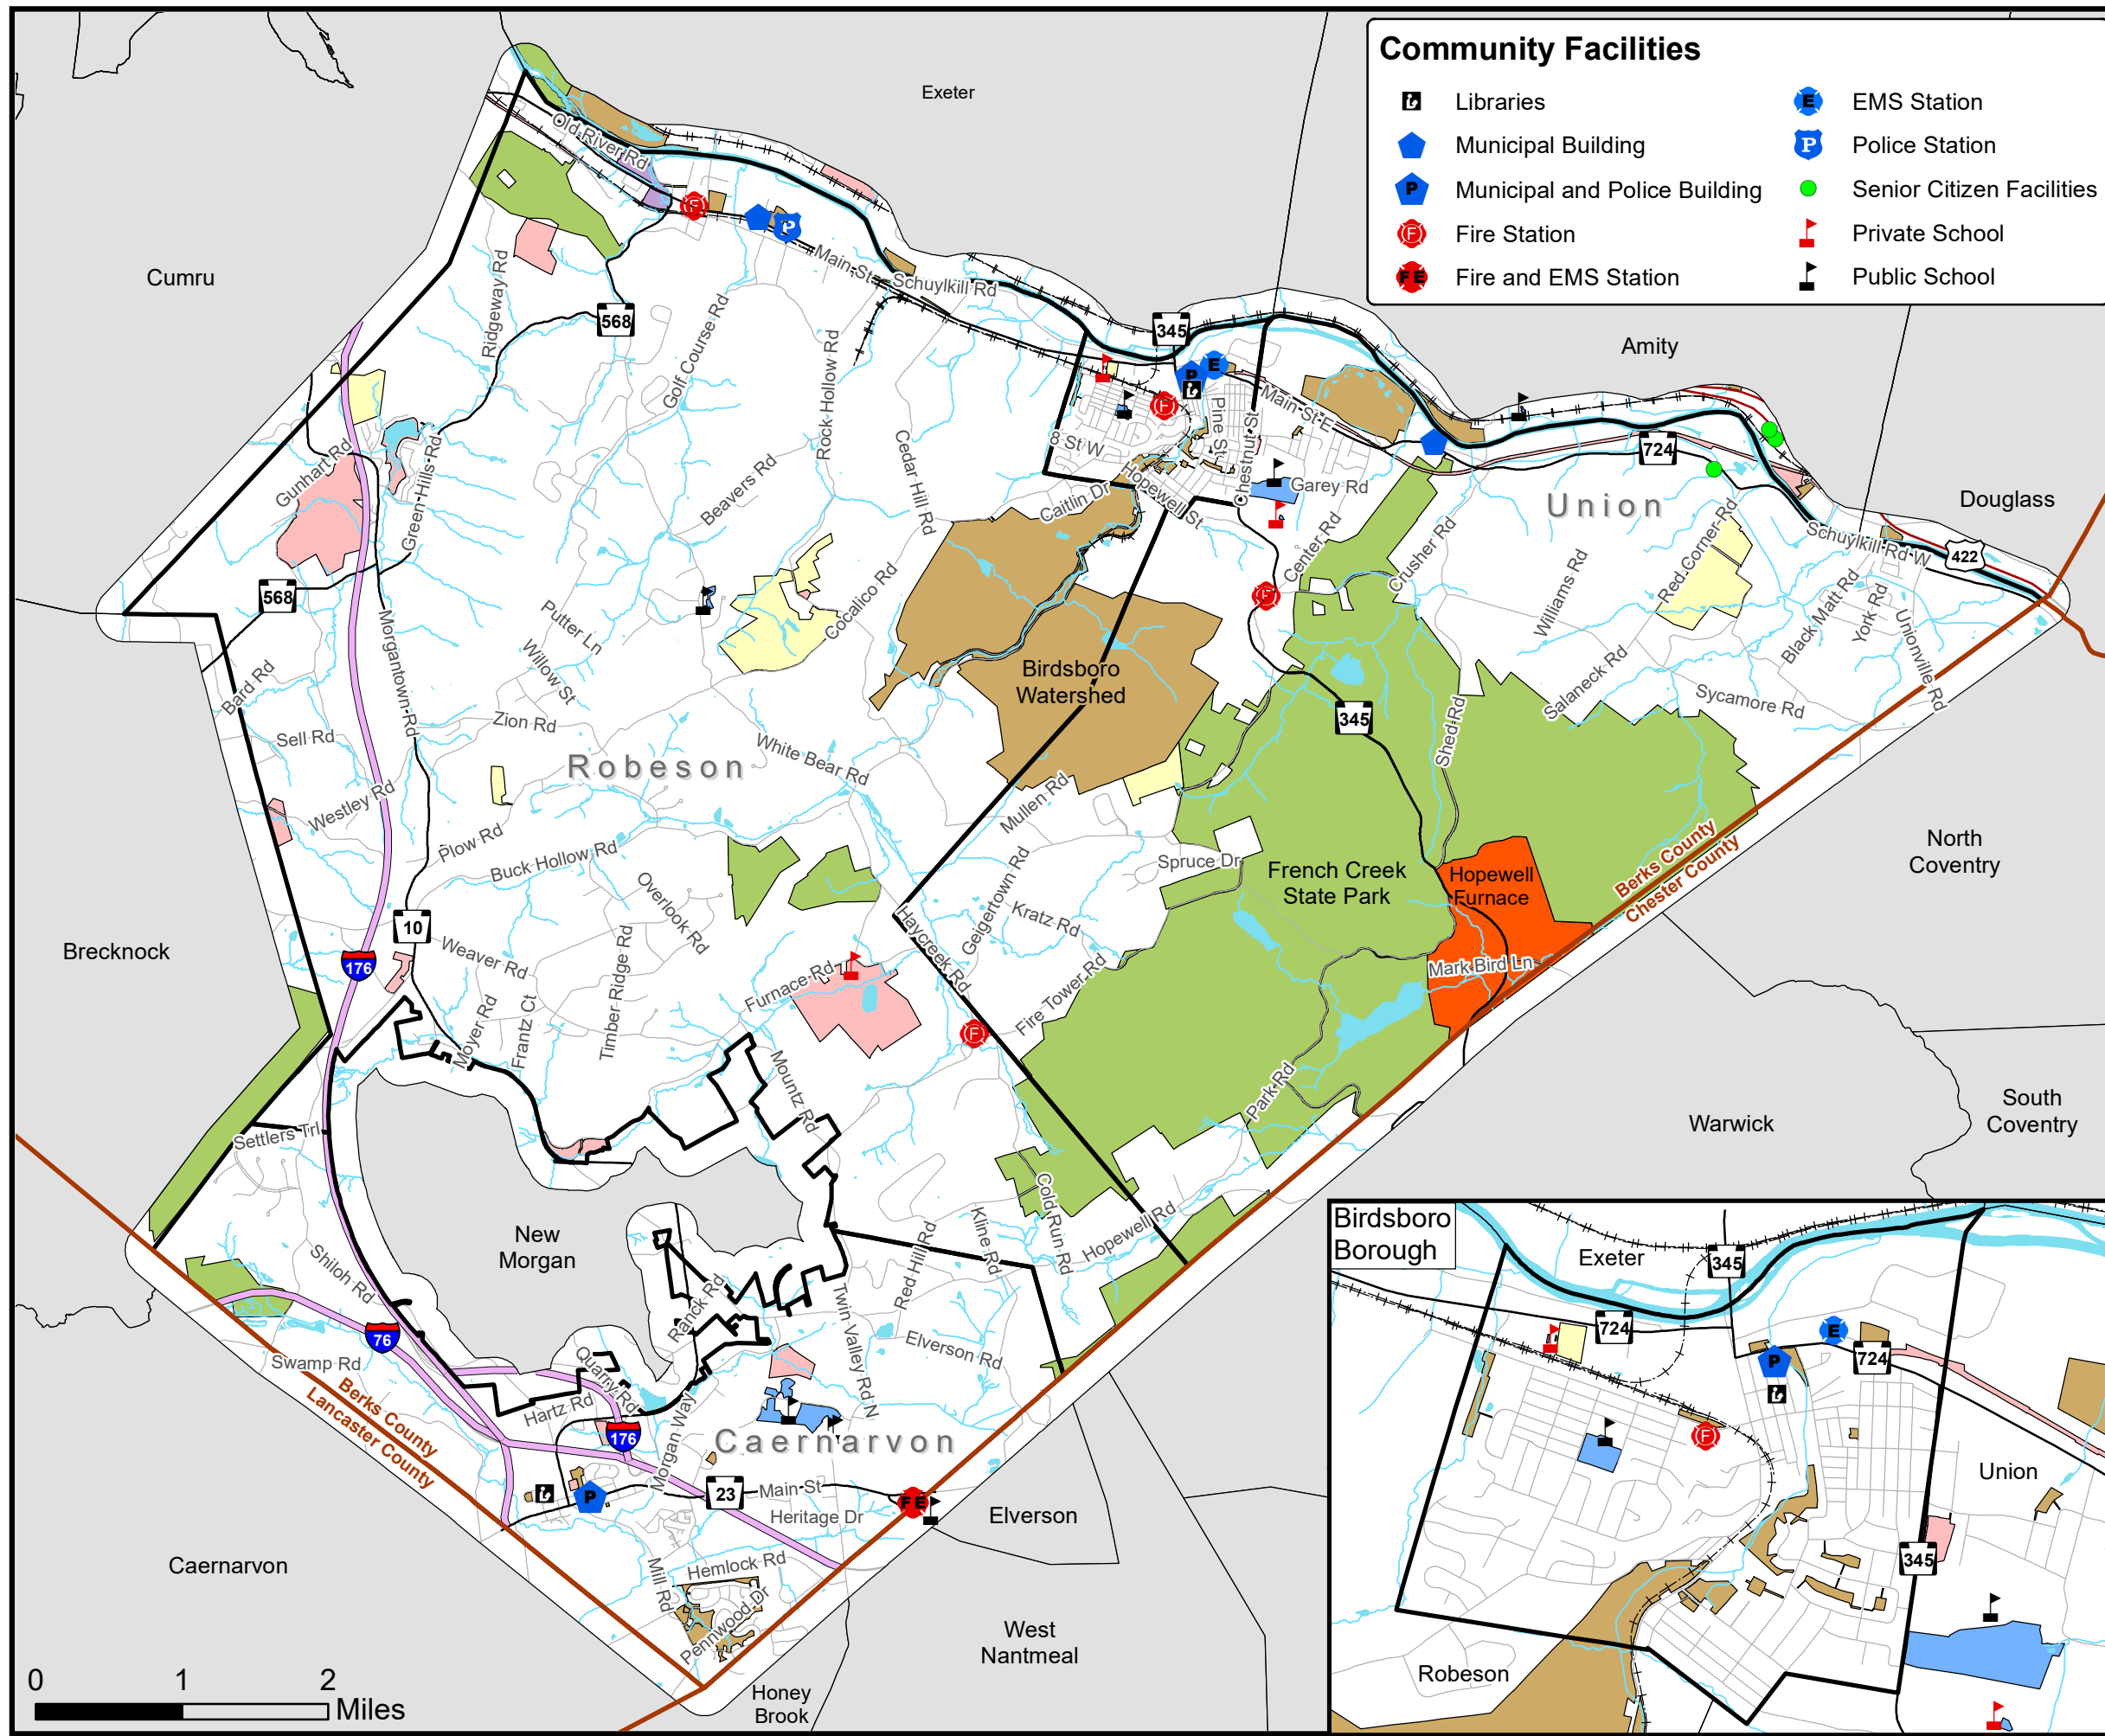 Community Facilities
Libraries
Municipal Building
Municipal and Police Building
Fire Station
Fire and EMS Station
EMS Station
Police Station
Senior Citizen Facilities
Private School
Public School
E
P
P
F
F E
Exeter
Cumru
Amity
Douglass
Old River Rd
F
P
Main St
Schuylkill Rd
568
345
Ridgeway Rd
Golf Course Rd
Rock Hollow Rd
E
P
F
Main St E
Pine St
Chestnut St
8 St W
Hopewell St
Caitlin Dr
Garey Rd
724
Union
Gunhart Rd
Green Hills Rd
Beavers Rd
Cedar Hill Rd
Center Rd
Crusher Rd
Williams Rd
Red Corner Rd
Schuylkill Rd W
422
568
F
Cocalico Rd
Putter Ln
Willow St
Morgantown Rd
Bard Rd
Black Matt Rd
York Rd
Unionville Rd
Birdsboro
Watershed
Salaneck Rd
Sycamore Rd
Sell Rd
Zion Rd
345
Shed Rd
Robeson
White Bear Rd
Westley Rd
Mullen Rd
Plow Rd
Buck Hollow Rd
Spruce Dr
French Creek
State Park
Hopewell
Furnace
Berks County
Chester County
North
Coventry
Overlook Rd
Geigertown Rd
Kratz Rd
Haycreek Rd
10
Brecknock
176
Weaver Rd
Furnace Rd
Fire Tower Rd
Mark Bird Ln
Timber Ridge Rd
Moyer Rd
Frantz Ct
F
Mountz Rd
Park Rd
Warwick
South
Coventry
Settlers Trl
New
Morgan
Shiloh Rd
Red Hill Rd
Kline Rd
Cold Run Rd
Hopewell Rd
Ranck Rd
Twin Valley Rd N
76
Swamp Rd
Quarry Rd
Elverson Rd
Berks County
Lancaster County
Hartz Rd
176
Morgan Way
Caernarvon
P
23
Main St
F E
Heritage Dr
Elverson
Caernarvon
Hemlock Rd
Mill Rd
Pennwood Dr
West
Nantmeal
Honey
Brook
0 1 2
Miles
Birdsboro
Borough
Exeter
345
724
E
P
724
F
Union
345
Robeson